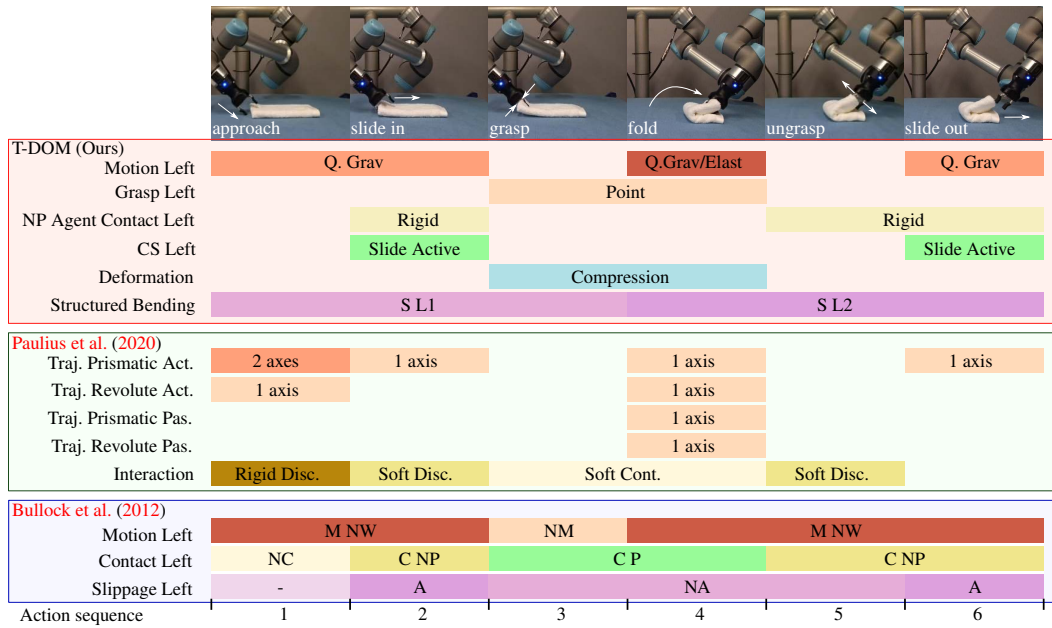 approach slide in grasp fold ungrasp slide out
T-DOM (Ours)
Motion Left Q. Grav Q.Grav/Elast Q. Grav
Grasp Left Point
NP Agent Contact Left Rigid Rigid
CS Left Slide Active Slide Active
Deformation Compression
Structured Bending S L1 S L2
Paulius et al. (2020)
Traj. Prismatic Act. 2 axes 1 axis 1 axis 1 axis
Traj. Revolute Act. 1 axis 1 axis
Traj. Prismatic Pas. 1 axis
Traj. Revolute Pas. 1 axis
Interaction Rigid Disc. Soft Disc. Soft Cont. Soft Disc.
Bullock et al. (2012)
Motion Left M NW NM M NW
Contact Left NC C NP C P C NP
Slippage Left - A NA A
Action sequence 1 2 3 4 5 6